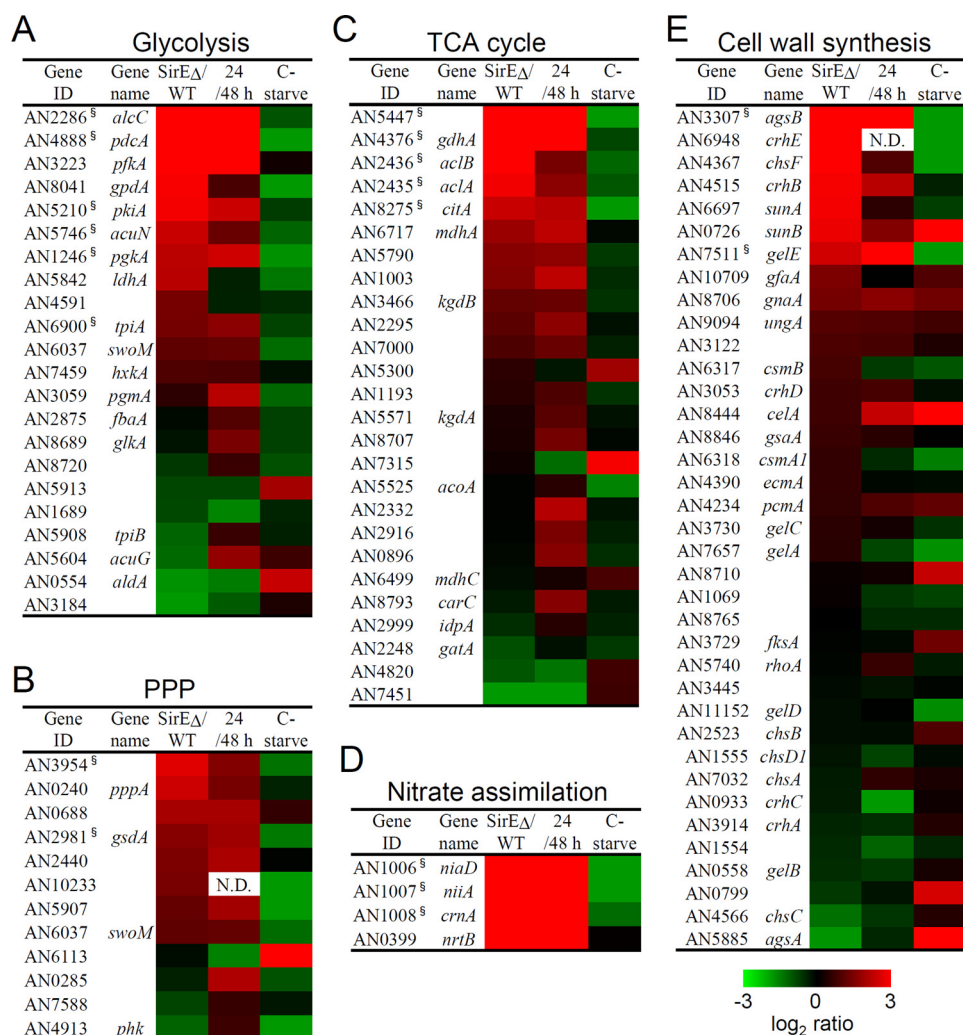 A
Glycolysis
Gene Gene SirEΔ/ 24 C-
ID name WT /48 h starve
AN2286 § alcC
AN4888 § pdcA
AN3223 pfkA
AN8041 gpdA
AN5210 § pkiA
AN5746 § acuN
AN1246 § pgkA
AN5842 ldhA
AN4591
AN6900 § tpiA
AN6037 swoM
AN7459 hxkA
AN3059 pgmA
AN2875 fbaA
AN8689 glkA
AN8720
AN5913
AN1689
AN5908 tpiB
AN5604 acuG
AN0554 aldA
AN3184
B
PPP
Gene Gene SirEΔ/ 24 C-
ID name WT /48 h starve
AN3954 §
AN0240 pppA
AN0688
AN2981 § gsdA
AN2440
AN10233 N.D.
AN5907
AN6037 swoM
AN6113
AN0285
AN7588
AN4913 phk
C
TCA cycle
Gene Gene SirEΔ/ 24 C-
ID name WT /48 h starve
AN5447 §
AN4376 § gdhA
AN2436 § aclB
AN2435 § aclA
AN8275 § citA
AN6717 mdhA
AN5790
AN1003
AN3466 kgdB
AN2295
AN7000
AN5300
AN1193
AN5571 kgdA
AN8707
AN7315
AN5525 acoA
AN2332
AN2916
AN0896
AN6499 mdhC
AN8793 carC
AN2999 idpA
AN2248 gatA
AN4820
AN7451
D
Nitrate assimilation
Gene Gene SirEΔ/ 24 C-
ID name WT /48 h starve
AN1006 § niaD
AN1007 § niiA
AN1008 § crnA
AN0399 nrtB
E
Cell wall synthesis
Gene Gene SirEΔ/ 24 C-
ID name WT /48 h starve
AN3307 § agsB
AN6948 crhE N.D.
AN4367 chsF
AN4515 crhB
AN6697 sunA
AN0726 sunB
AN7511 § gelE
AN10709 gfaA
AN8706 gnaA
AN9094 ungA
AN3122
AN6317 csmB
AN3053 crhD
AN8444 celA
AN8846 gsaA
AN6318 csmA1
AN4390 ecmA
AN4234 pcmA
AN3730 gelC
AN7657 gelA
AN8710
AN1069
AN8765
AN3729 fksA
AN5740 rhoA
AN3445
AN11152 gelD
AN2523 chsB
AN1555 chsD1
AN7032 chsA
AN0933 crhC
AN3914 crhA
AN1554
AN0558 gelB
AN0799
AN4566 chsC
AN5885 agsA
-3 0 3
log2 ratio